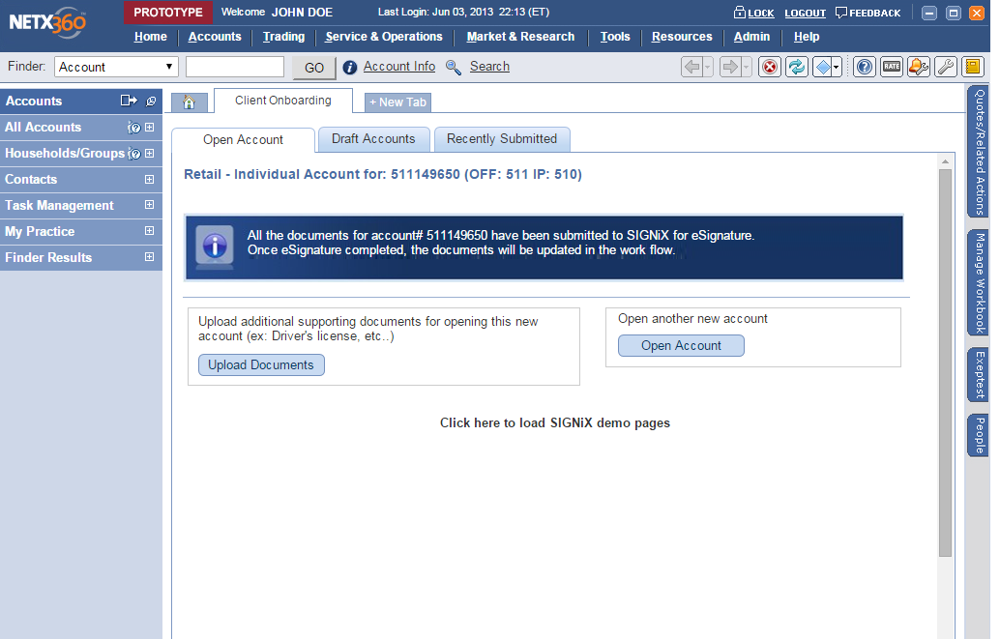 NETX360™
PROTOTYPE
Welcome JOHN DOE
Last Login: Jun 03, 2013 22:13 (ET)
LOCK LOGOUT FEEDBACK
Home Accounts Trading Service & Operations Market & Research Tools Resources Admin Help
Finder: Account GO Account Info Search
RATE
Accounts
All Accounts
Households/Groups
Contacts
Task Management
My Practice
Finder Results
Client Onboarding
+ New Tab
Open Account
Draft Accounts
Recently Submitted
Retail - Individual Account for: 511149650 (OFF: 511 IP: 510)
All the documents for account# 511149650 have been submitted to SIGNiX for eSignature.
Once eSignature completed, the documents will be updated in the work flow.
Upload additional supporting documents for opening this new
account (ex: Driver's license, etc..)
Upload Documents
Open another new account
Open Account
Click here to load SIGNiX demo pages
Quotes/Related Actions
Manage Workbook
Exeptest
People